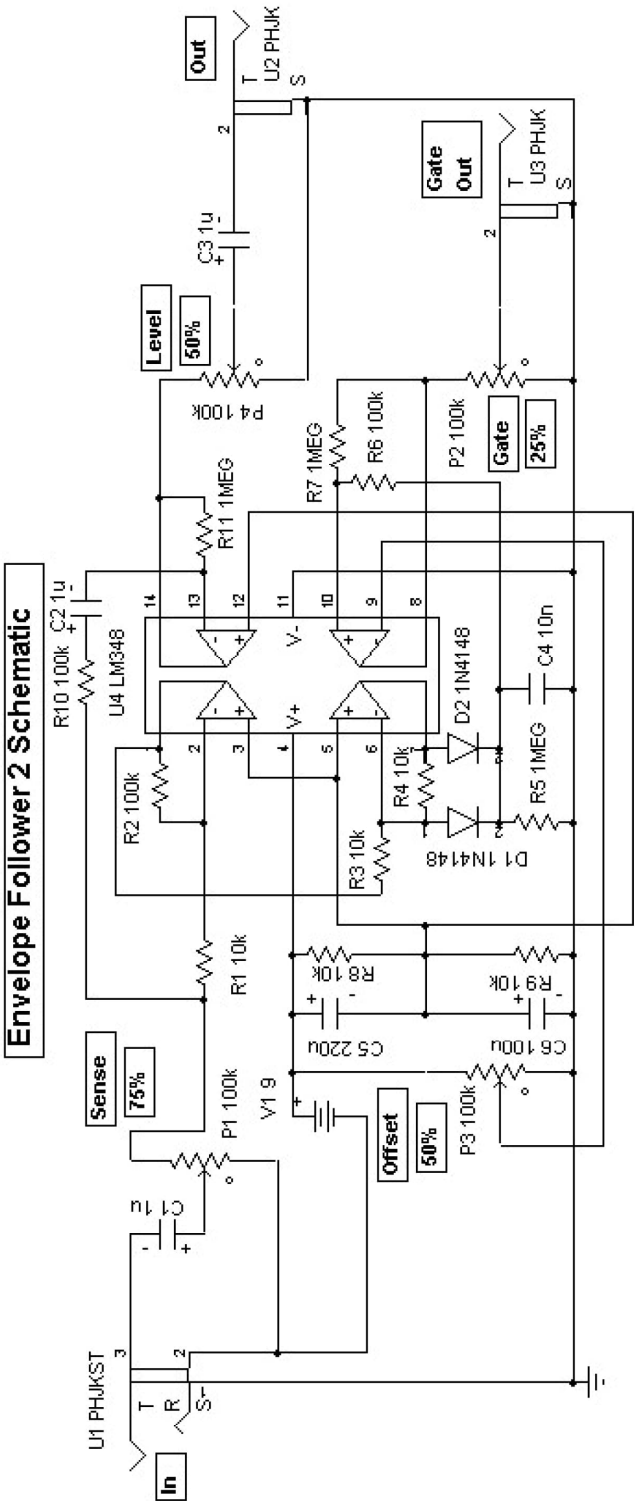 Envelope Follower 2 Schematic
In
U1 PHJKST
3
T
R
S
2
-
+
C1 1u
Sense
75%
P1 100k
V1 9
+
Offset
50%
P3 100k
C5 220u
+
-
C6 100u
+
-
R8 10k
R9 10k
R1 10k
R2 100k
R3 10k
R4 10k
D1 1N4148
D2 1N4148
R5 1MEG
C4 10n
R10 100k
C2 1u
+
-
U4 LM348
1
2
3
4
5
6
V+
V-
14
13
12
11
10
9
8
R11 1MEG
R7 1MEG
R6 100k
Level
50%
P4 100k
C3 1u
+
-
2
T
U2 PHJK
S
Out
P2 100k
Gate
25%
Gate
Out
2
T
U3 PHJK
S